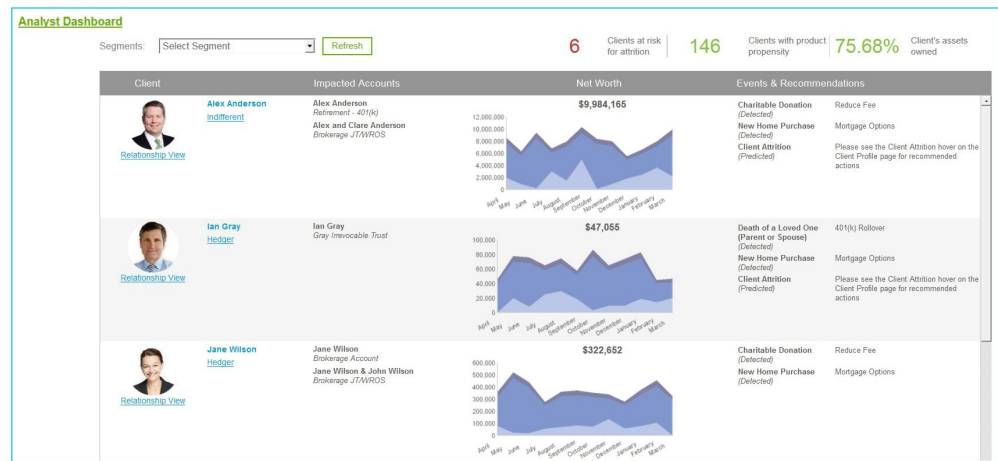 Analyst Dashboard
Segments: Select Segment Refresh
6 Clients at risk for attrition
146 Clients with product propensity
75.68% Client's assets owned
Client Impacted Accounts Net Worth Events & Recommendations
Alex Anderson
Indifferent
Relationship View
Alex Anderson
Retirement - 401(k)
Alex and Clare Anderson
Brokerage JT/WROS
$9,984,165
12,000,000
10,000,000
8,000,000
6,000,000
4,000,000
2,000,000
0
April May June July August September October November December January February March
Charitable Donation Reduce Fee
(Detected)
New Home Purchase Mortgage Options
(Detected)
Client Attrition Please see the Client Attrition hover on the
(Predicted) Client Profile page for recommended
actions
Ian Gray
Hedger
Relationship View
Ian Gray
Gray Irrevocable Trust
$47,055
100,000
80,000
60,000
40,000
20,000
0
April May June July August September October November December January February March
Death of a Loved One 401(k) Rollover
(Parent or Spouse)
(Detected)
New Home Purchase Mortgage Options
(Detected)
Client Attrition Please see the Client Attrition hover on the
(Predicted) Client Profile page for recommended
actions
Jane Wilson
Hedger
Relationship View
Jane Wilson
Brokerage Account
Jane Wilson & John Wilson
Brokerage JT/WROS
$322,652
600,000
500,000
400,000
300,000
200,000
100,000
0
April May June July August September October November December January February March
Charitable Donation Reduce Fee
(Detected)
New Home Purchase Mortgage Options
(Detected)